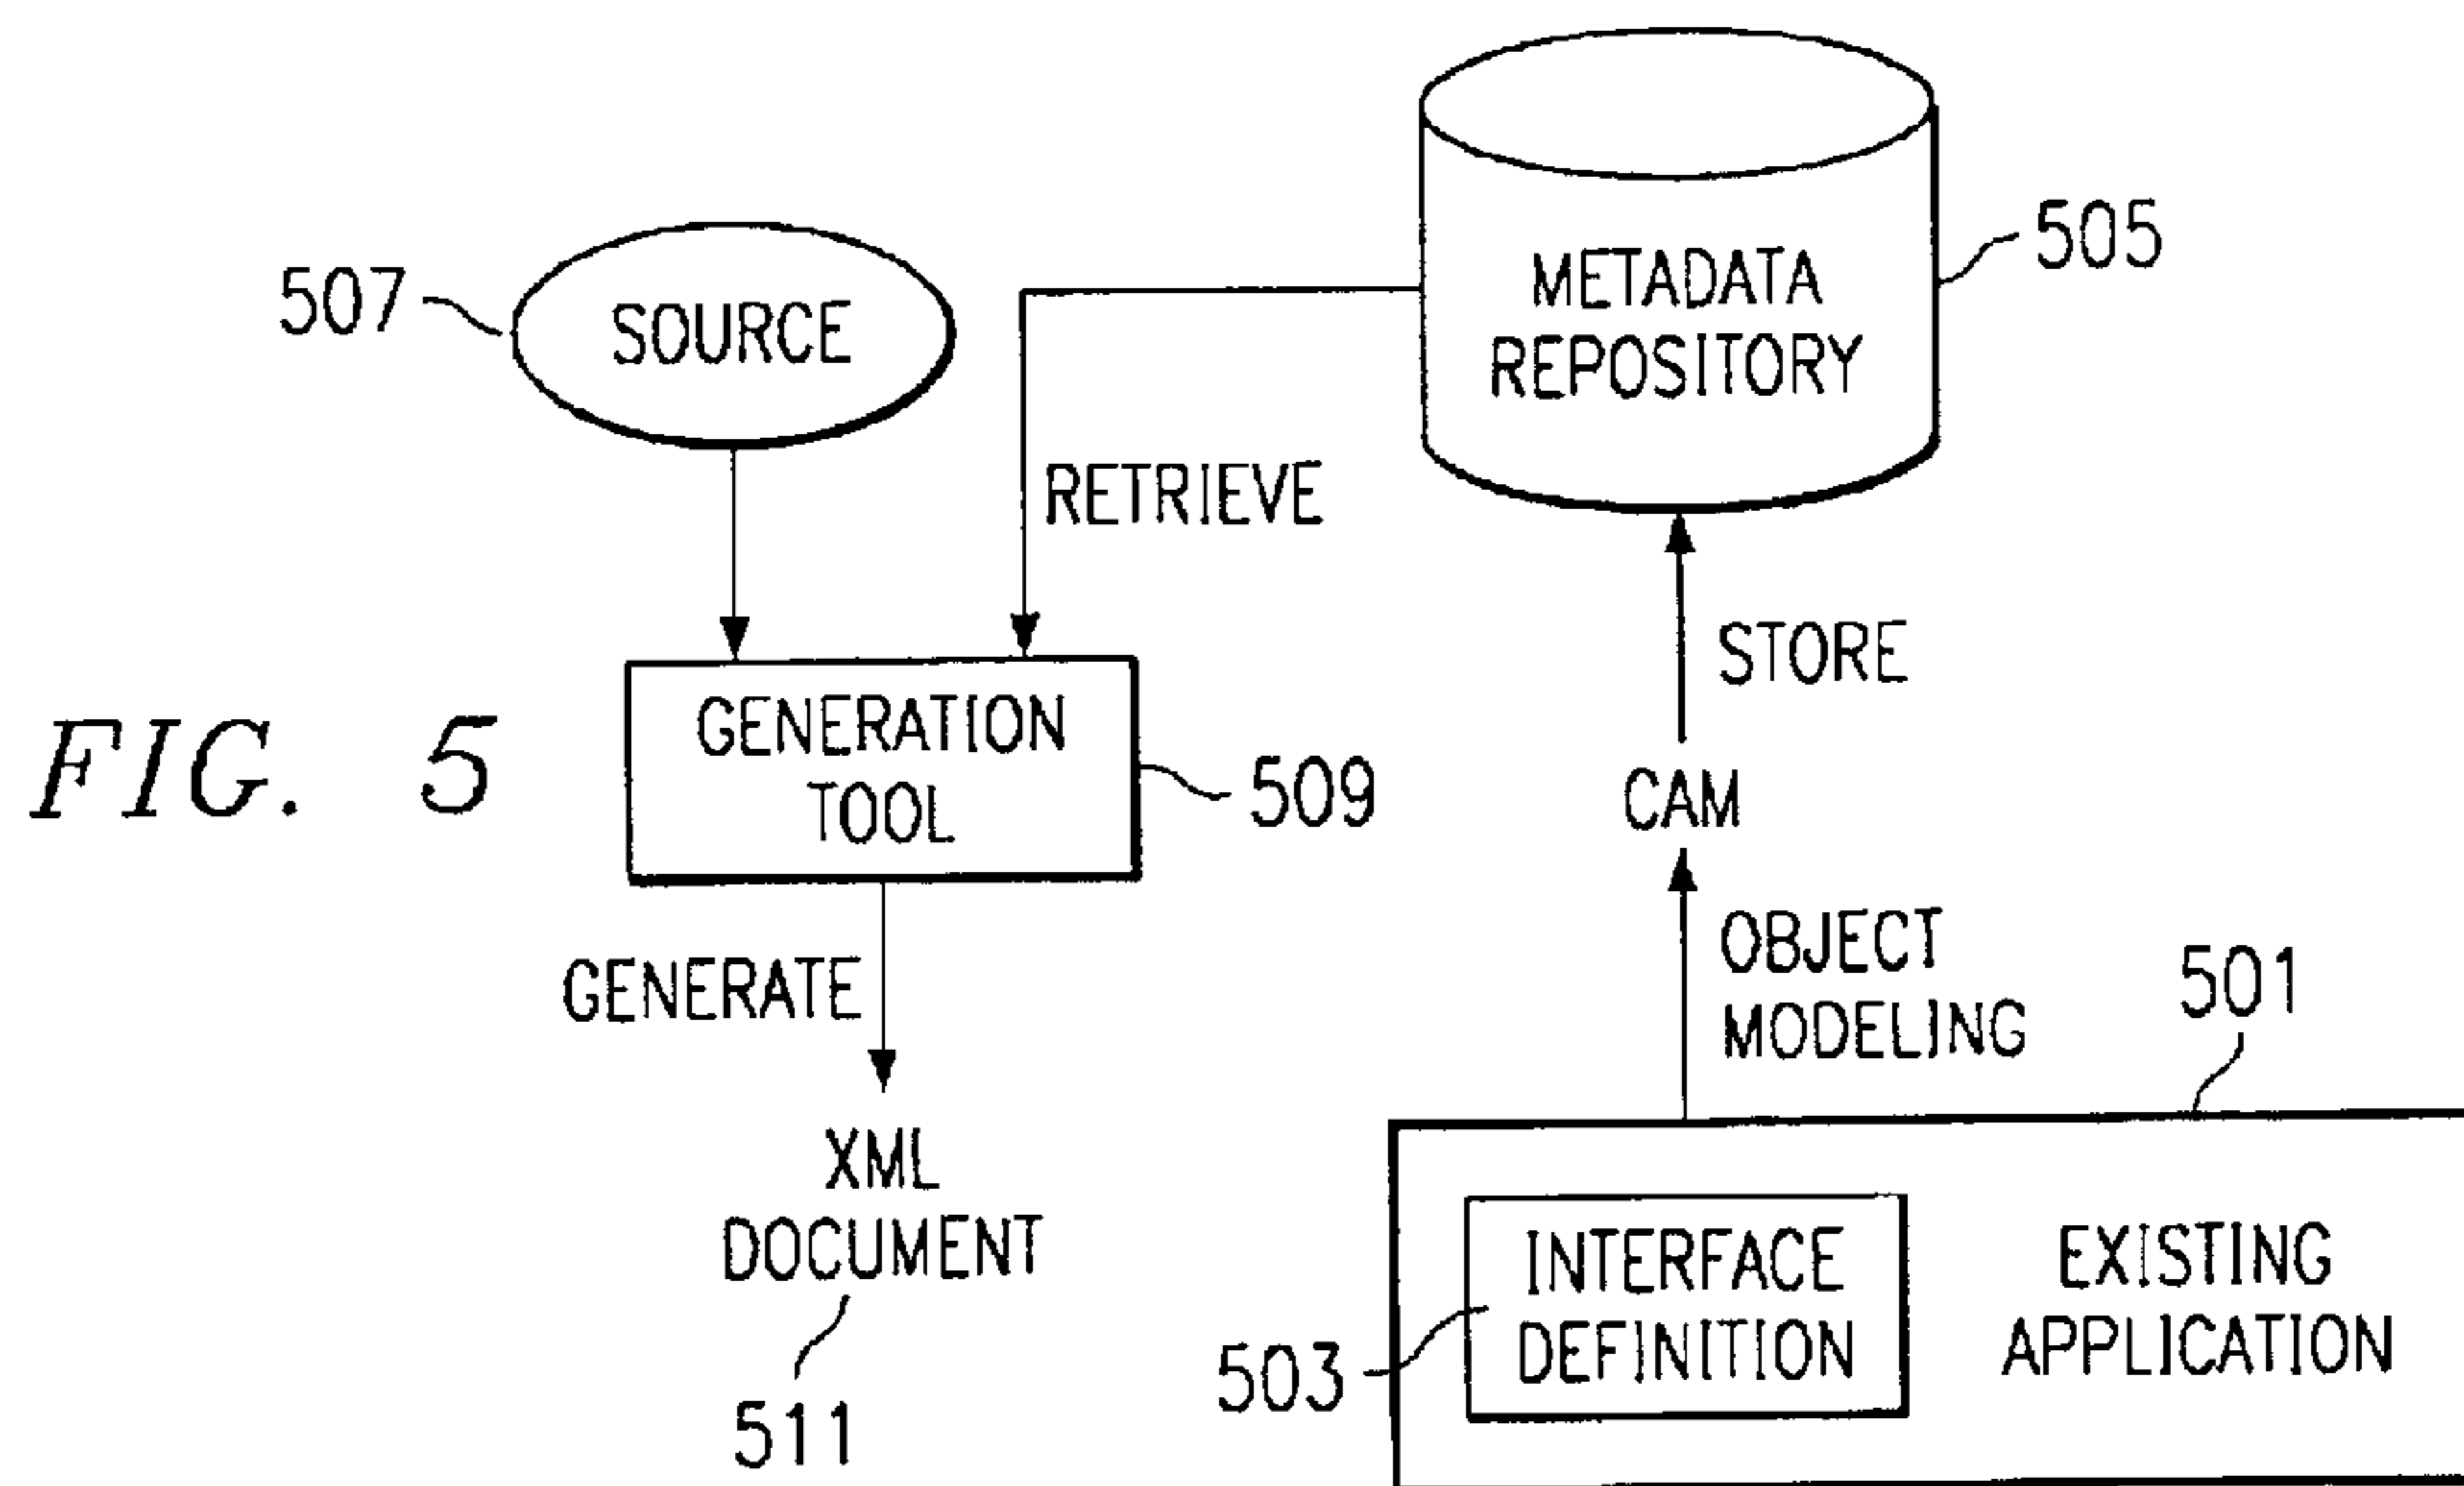 505
METADATA
REPOSITORY
507
SOURCE
RETRIEVE
STORE
GENERATION
TOOL
FIG. 5
509
CAM
OBJECT
MODELING
GENERATE
501
XML
DOCUMENT
INTERFACE
DEFINITION
EXISTING
APPLICATION
503
511